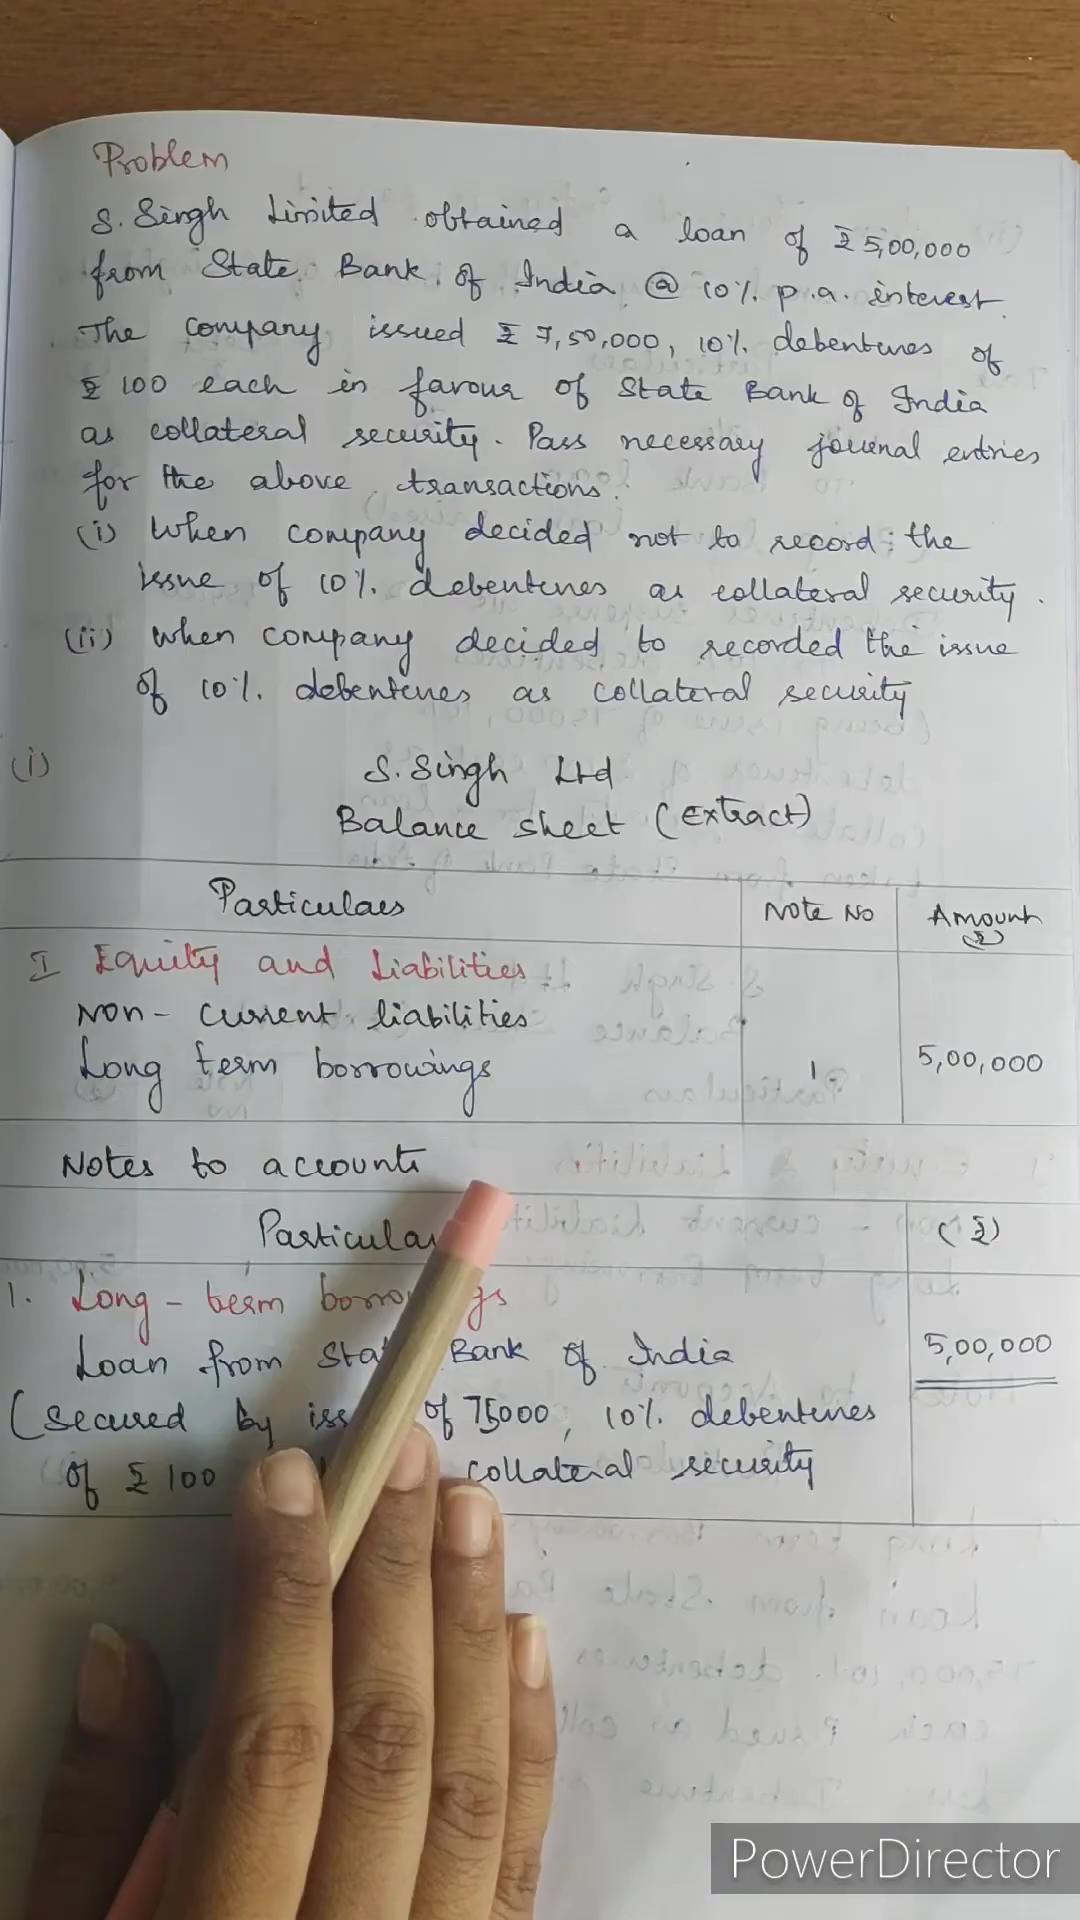 Problem
S. Singh Limited obtained a loan of ₹ 5,00,000
from State Bank of India @ 10% p.a. interest.
The company issued ₹ 7,50,000, 10% debentures of
₹ 100 each in favour of State Bank of India
as collateral security. Pass necessary journal entries
for the above transactions.
(i) When company decided not to record the
issue of 10% debentures as collateral security.
(ii) when company decided to recorded the issue
of 10% debentures as collateral security
(i) S. Singh Ltd
Balance sheet (Extract)
Particulars Note No Amount (₹)
I Equity and Liabilities
Non-current liabilities
Long term borrowings 1 5,00,000
Notes to accounts
Particular (₹)
1. Long-term borrowings
Loan from Sta Bank of India 5,00,000
(secured by iss of 75000, 10% debentures
of ₹ 100 collateral security
PowerDirector